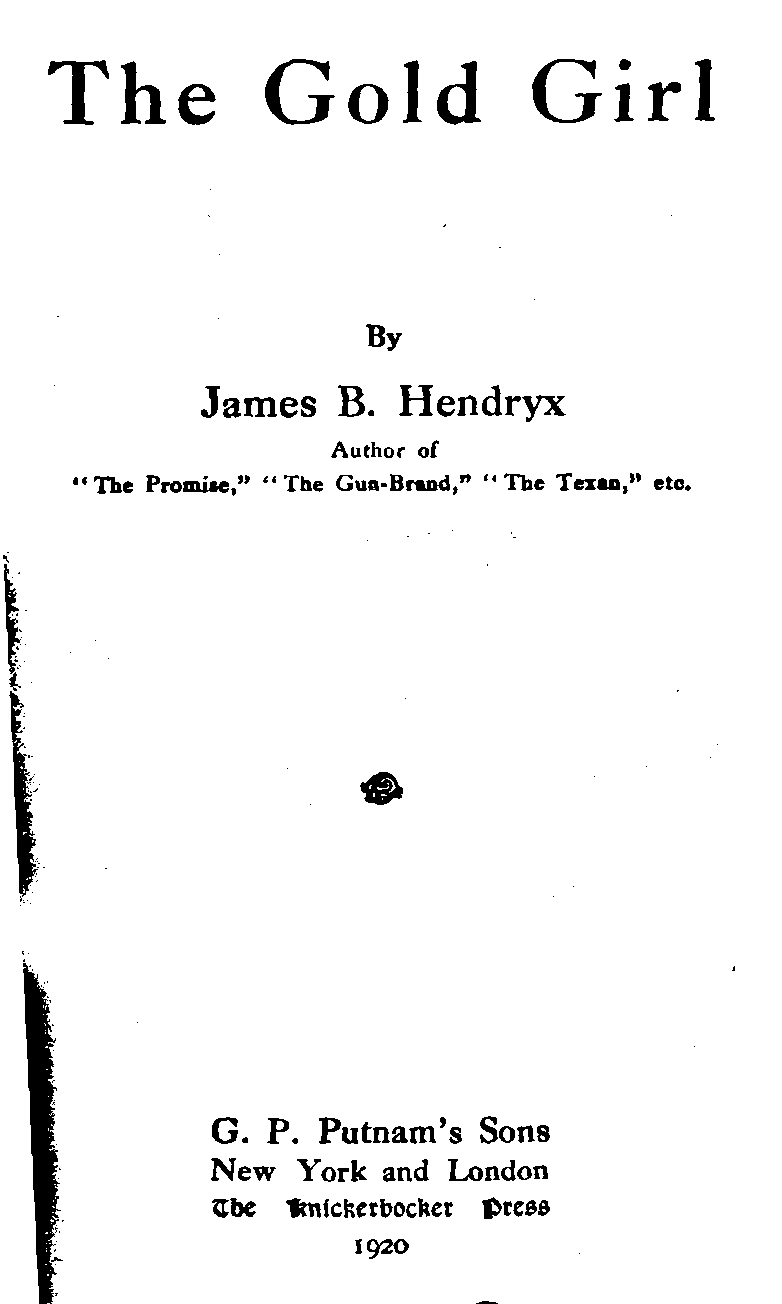 The Gold Girl
By
James B. Hendryx
Author of
“The Promise,” “The Gun-Brand,” “The Texan,” etc.
G. P. Putnam’s Sons
New York and London
The Knickerbocker Press
1920